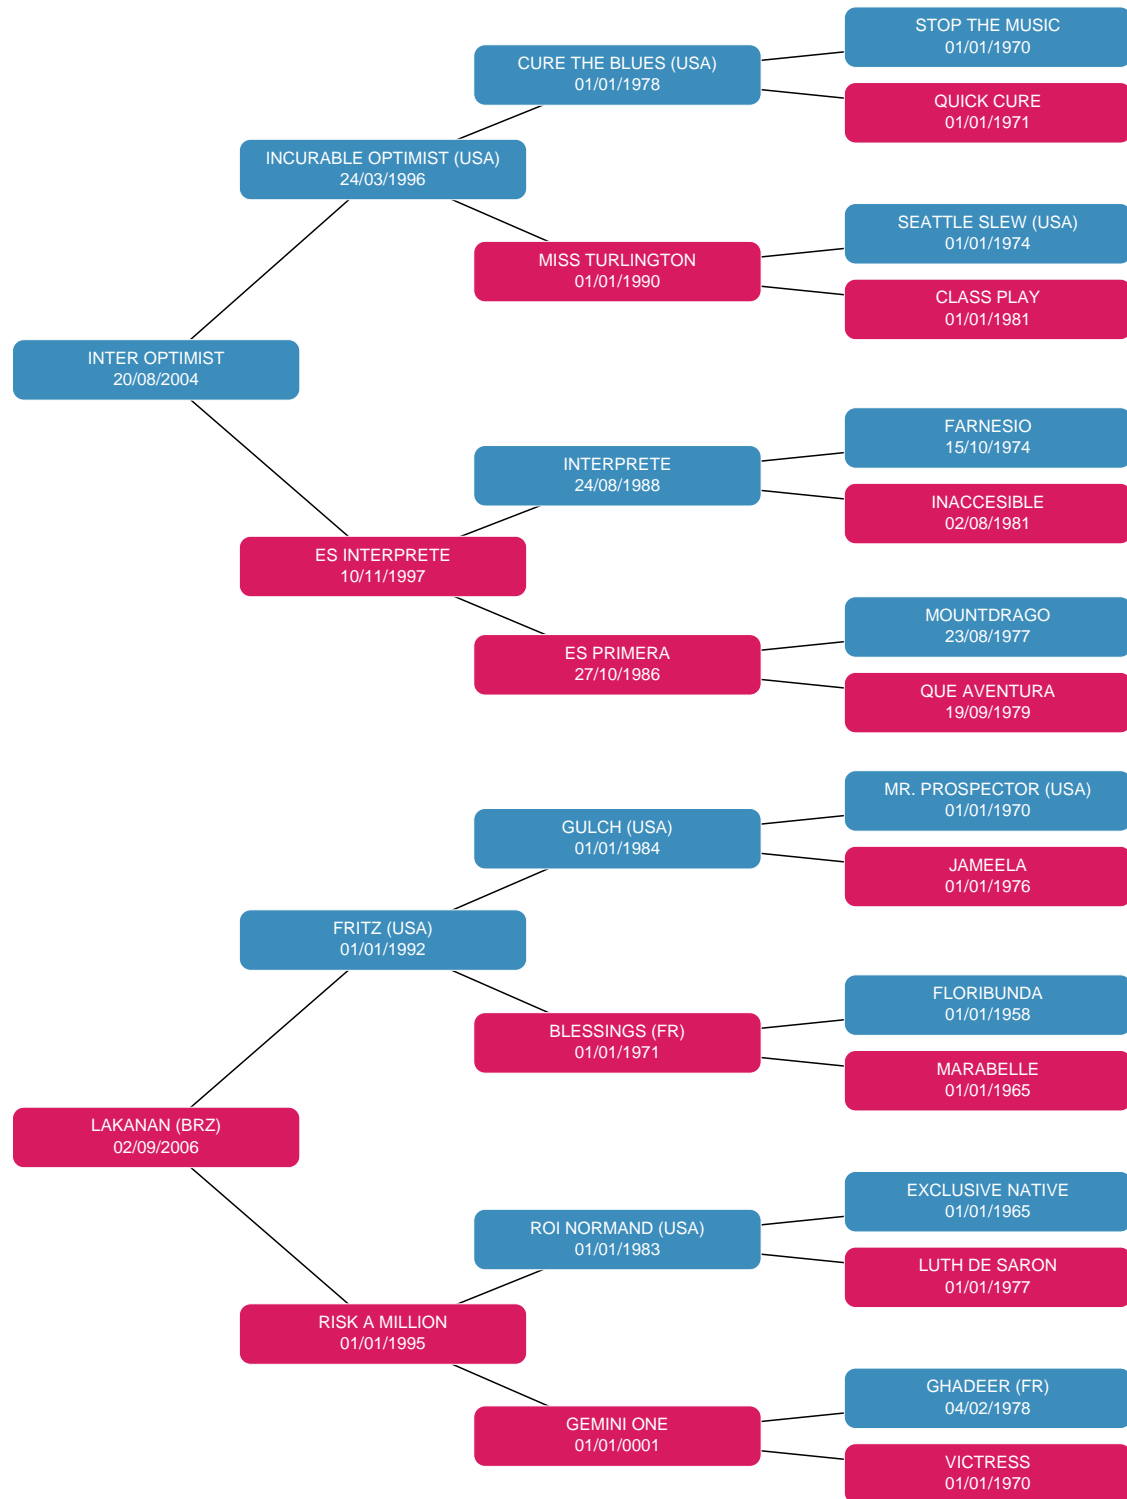 STOP THE MUSIC
01/01/1970
CURE THE BLUES (USA)
01/01/1978
QUICK CURE
01/01/1971
INCURABLE OPTIMIST (USA)
24/03/1996
SEATTLE SLEW (USA)
01/01/1974
MISS TURLINGTON
01/01/1990
CLASS PLAY
01/01/1981
INTER OPTIMIST
20/08/2004
FARNESIO
15/10/1974
INTERPRETE
24/08/1988
INACCESIBLE
02/08/1981
ES INTERPRETE
10/11/1997
MOUNTDRAGO
23/08/1977
ES PRIMERA
27/10/1986
QUE AVENTURA
19/09/1979
MR. PROSPECTOR (USA)
01/01/1970
GULCH (USA)
01/01/1984
JAMEELA
01/01/1976
FRITZ (USA)
01/01/1992
FLORIBUNDA
01/01/1958
BLESSINGS (FR)
01/01/1971
MARABELLE
01/01/1965
LAKANAN (BRZ)
02/09/2006
EXCLUSIVE NATIVE
01/01/1965
ROI NORMAND (USA)
01/01/1983
LUTH DE SARON
01/01/1977
RISK A MILLION
01/01/1995
GHADEER (FR)
04/02/1978
GEMINI ONE
01/01/0001
VICTRESS
01/01/1970